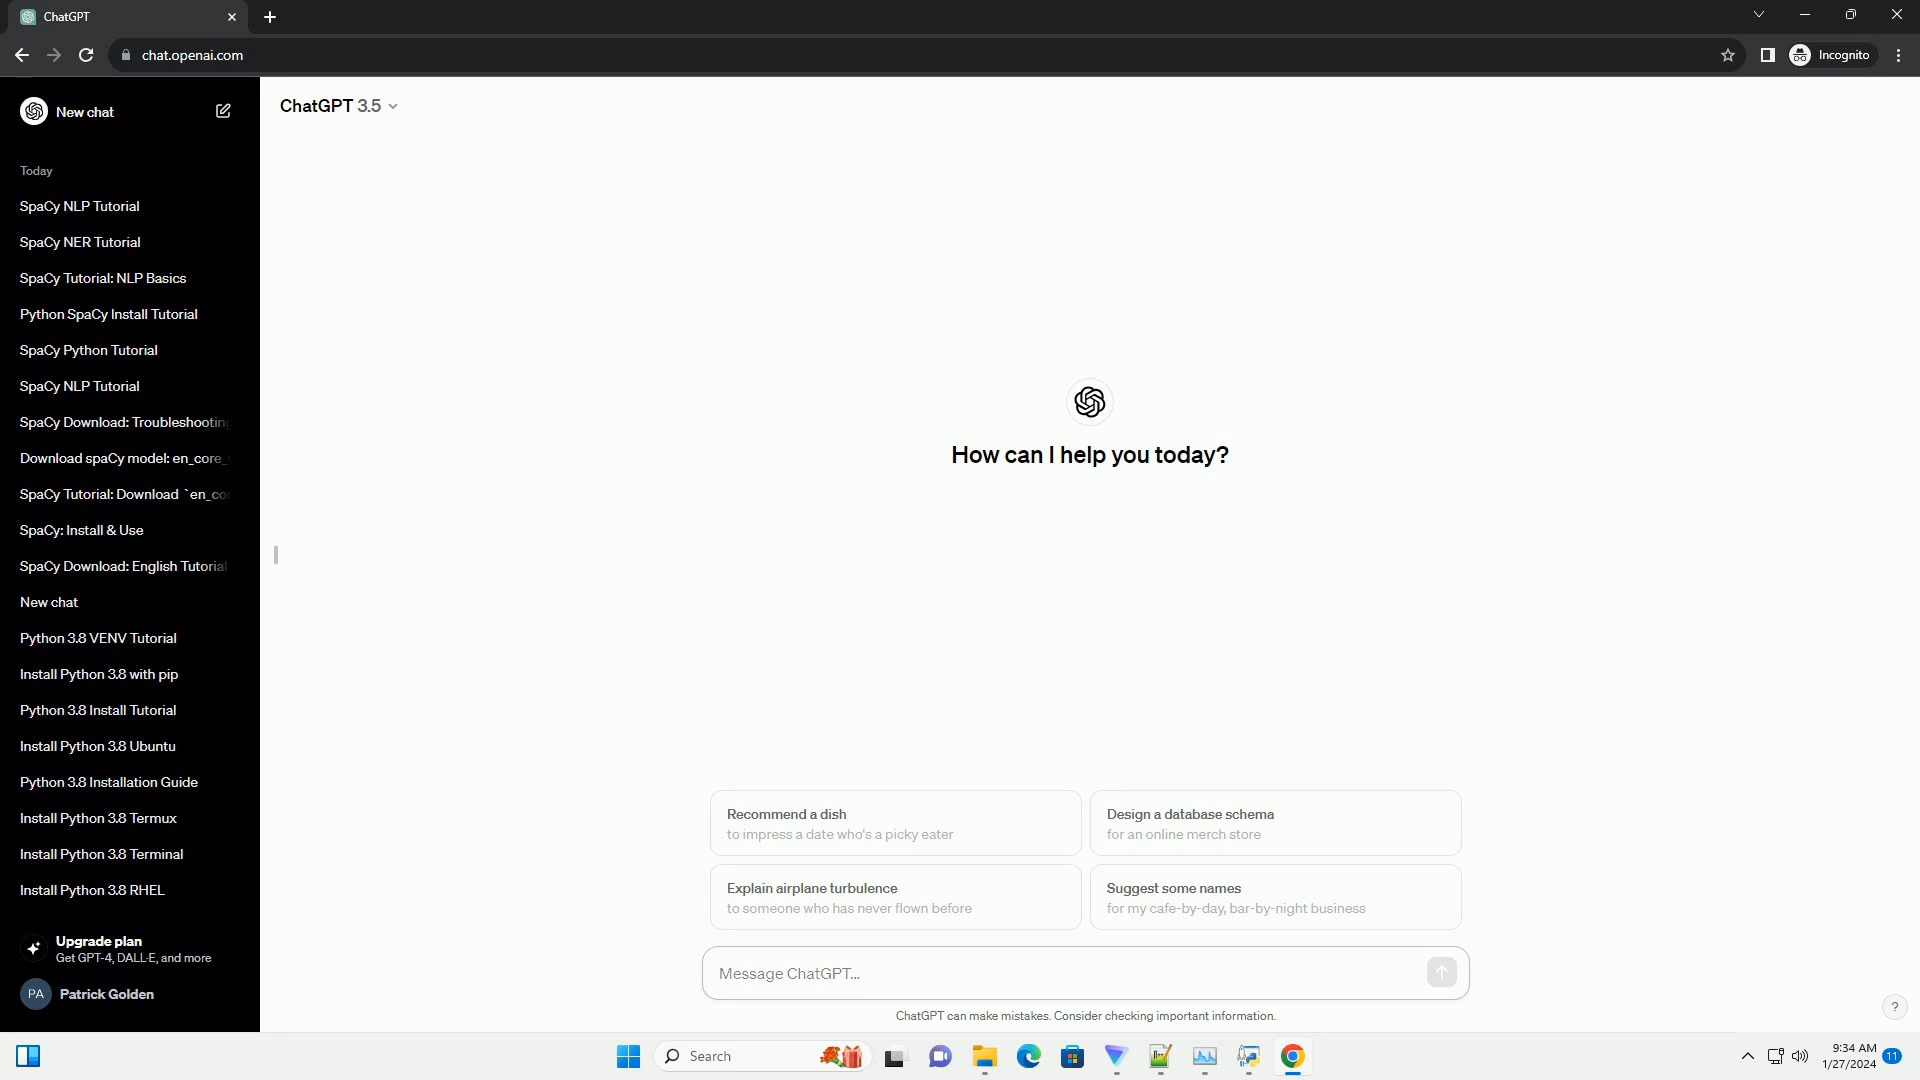 ChatGPT
chat.openai.com
Incognito
New chat
ChatGPT 3.5
Today
SpaCy NLP Tutorial
SpaCy NER Tutorial
SpaCy Tutorial: NLP Basics
Python SpaCy Install Tutorial
SpaCy Python Tutorial
SpaCy NLP Tutorial
SpaCy Download: Troubleshooting
Download spaCy model: en_core_
SpaCy Tutorial: Download `en_co
SpaCy: Install & Use
SpaCy Download: English Tutorial
New chat
Python 3.8 VENV Tutorial
Install Python 3.8 with pip
Python 3.8 Install Tutorial
Install Python 3.8 Ubuntu
Python 3.8 Installation Guide
Install Python 3.8 Termux
Install Python 3.8 Terminal
Install Python 3.8 RHEL
Upgrade plan
Get GPT-4, DALL·E, and more
PA Patrick Golden
How can I help you today?
Recommend a dish
to impress a date who's a picky eater
Design a database schema
for an online merch store
Explain airplane turbulence
to someone who has never flown before
Suggest some names
for my cafe-by-day, bar-by-night business
Message ChatGPT...
ChatGPT can make mistakes. Consider checking important information.
?
Search
9:34 AM
1/27/2024
11